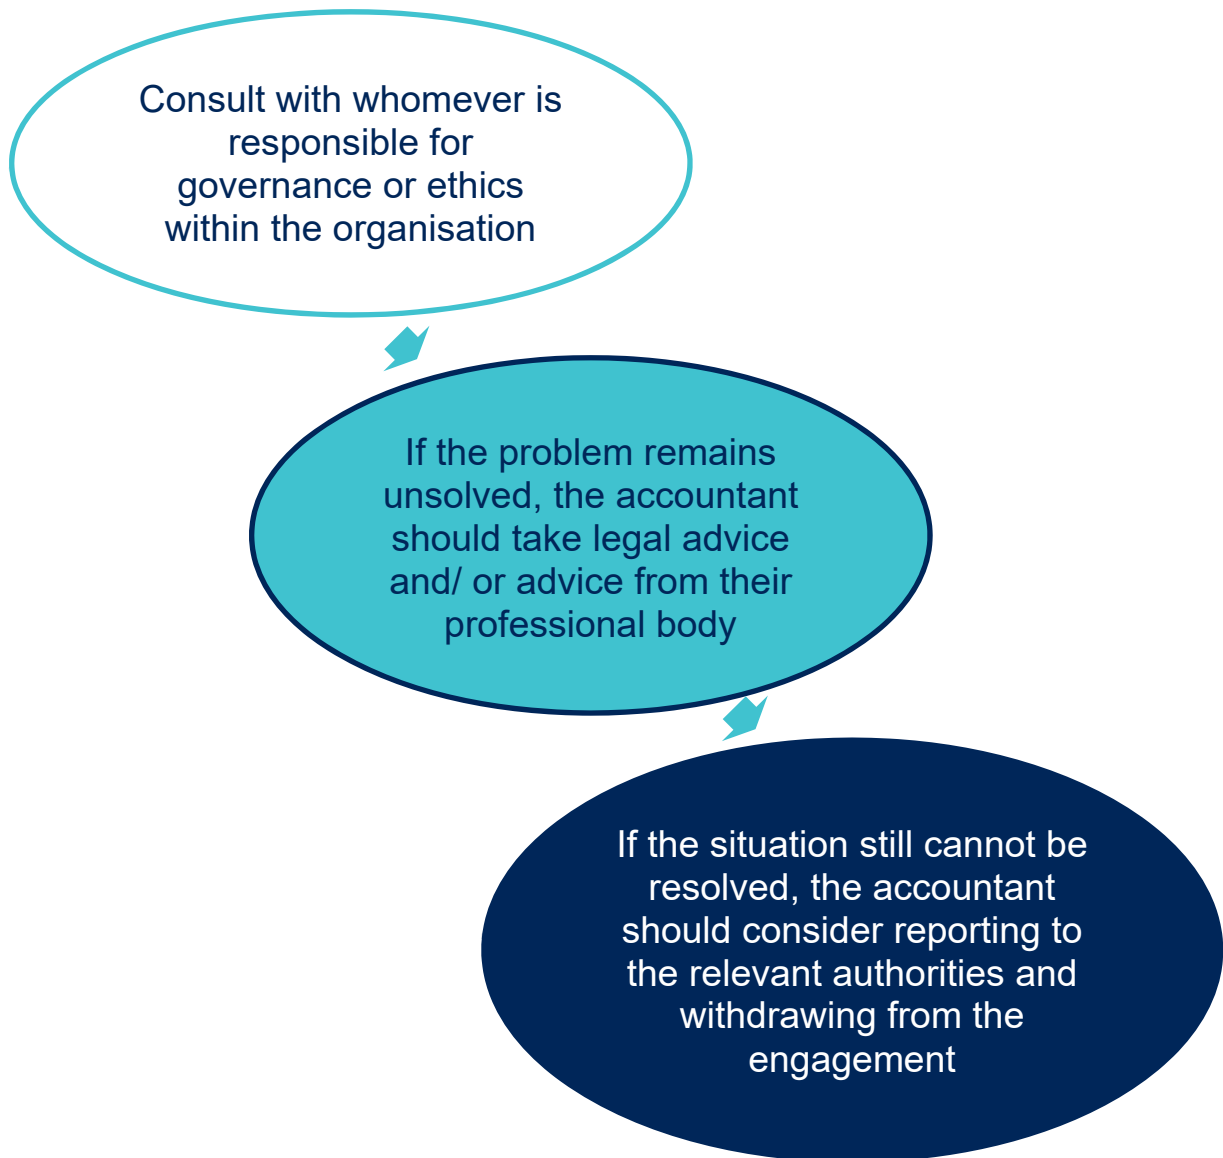 Consult with whomever is
responsible for
governance or ethics
within the organisation
If the problem remains
unsolved, the accountant
should take legal advice
and/ or advice from their
professional body
If the situation still cannot be
resolved, the accountant
should consider reporting to
the relevant authorities and
withdrawing from the
engagement